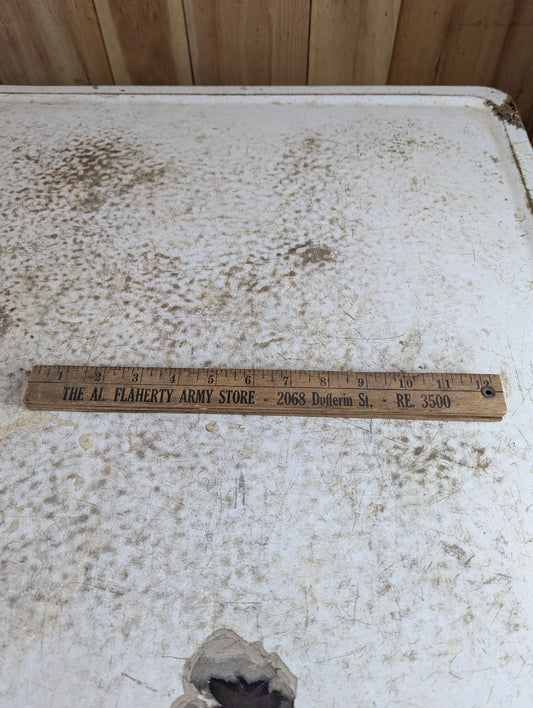 1 2 3 4 5 6 7 8 9 10 11 12
THE AL. FLAHERTY ARMY STORE - 2068 Dufferin St. - RE. 3500